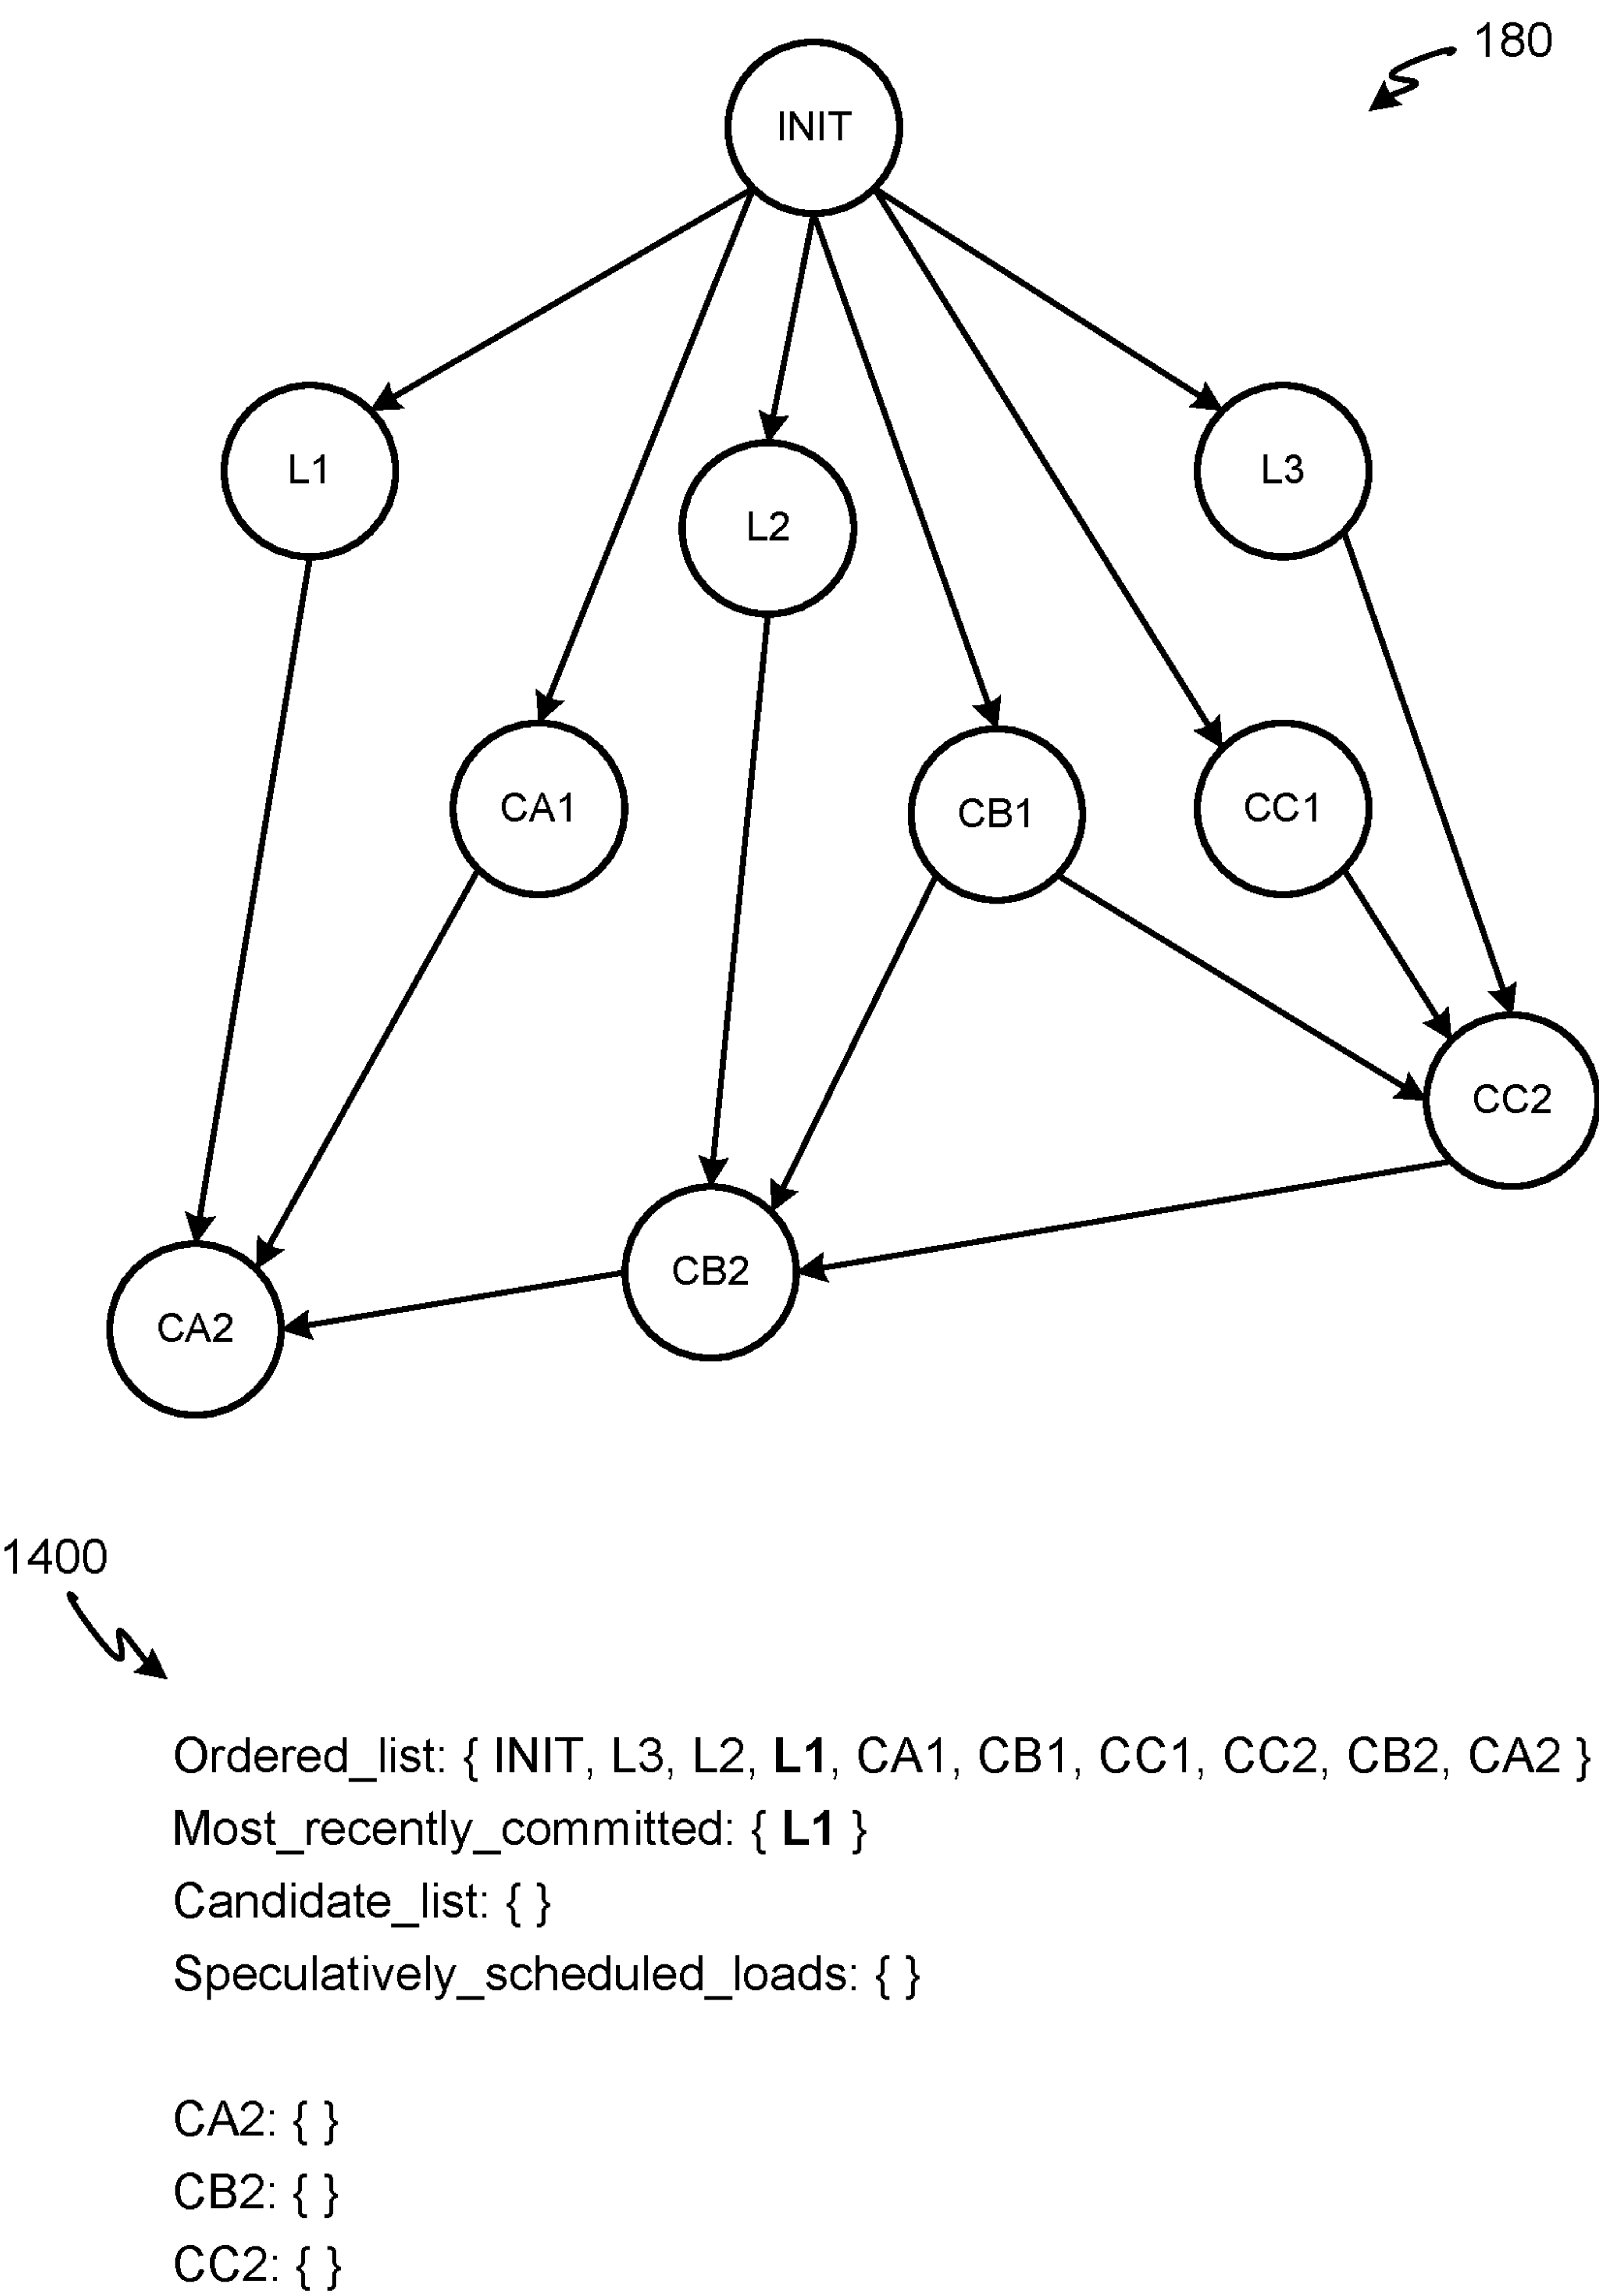 180
INIT
L1
L3
L2
CA1
CB1
CC1
CC2
CB2
CA2
1400
Ordered_list: { INIT, L3, L2, L1, CA1, CB1, CC1, CC2, CB2, CA2 }
Most_recently_committed: { L1 }
Candidate_list: { }
Speculatively_scheduled_loads: { }
CA2: { }
CB2: { }
CC2: { }